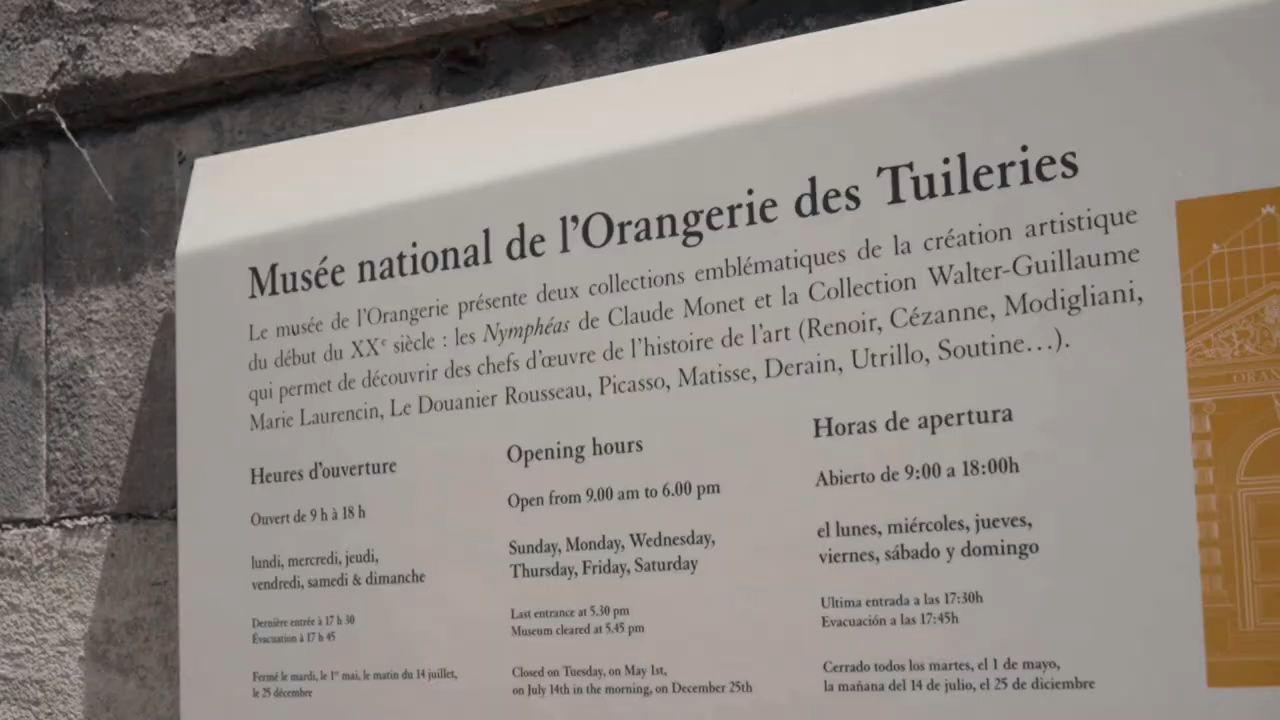 Musée national de l'Orangerie des Tuileries
Le musée de l'Orangerie présente deux collections emblématiques de la création artistique
du début du XXe siècle : les Nymphéas de Claude Monet et la Collection Walter-Guillaume
qui permet de découvrir des chefs d'œuvre de l'histoire de l'art (Renoir, Cézanne, Modigliani,
Marie Laurencin, Le Douanier Rousseau, Picasso, Matisse, Derain, Utrillo, Soutine…).
Heures d'ouverture
Ouvert de 9 h à 18 h
lundi, mercredi, jeudi,
vendredi, samedi & dimanche
Dernière entrée à 17 h 30
Évacuation à 17 h 45
Fermé le mardi, le 1er mai, le matin du 14 juillet,
le 25 décembre
Opening hours
Open from 9.00 am to 6.00 pm
Sunday, Monday, Wednesday,
Thursday, Friday, Saturday
Last entrance at 5.30 pm
Museum cleared at 5.45 pm
Closed on Tuesday, on May 1st,
on July 14th in the morning, on December 25th
Horas de apertura
Abierto de 9:00 a 18:00h
el lunes, miércoles, jueves,
viernes, sábado y domingo
Ultima entrada a las 17:30h
Evacuación a las 17:45h
Cerrado todos los martes, el 1 de mayo,
la mañana del 14 de julio, el 25 de diciembre
ORAN